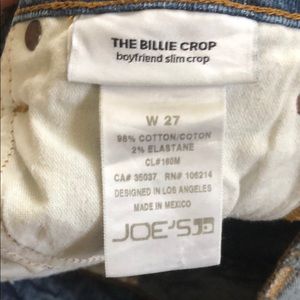 THE BILLIE CROP
boyfriend slim crop
W 27
98% COTTON/COTON
2% ELASTANE
CL#160M
CA# 35037 RN# 106214
DESIGNED IN LOS ANGELES
MADE IN MEXICO
JOE'S